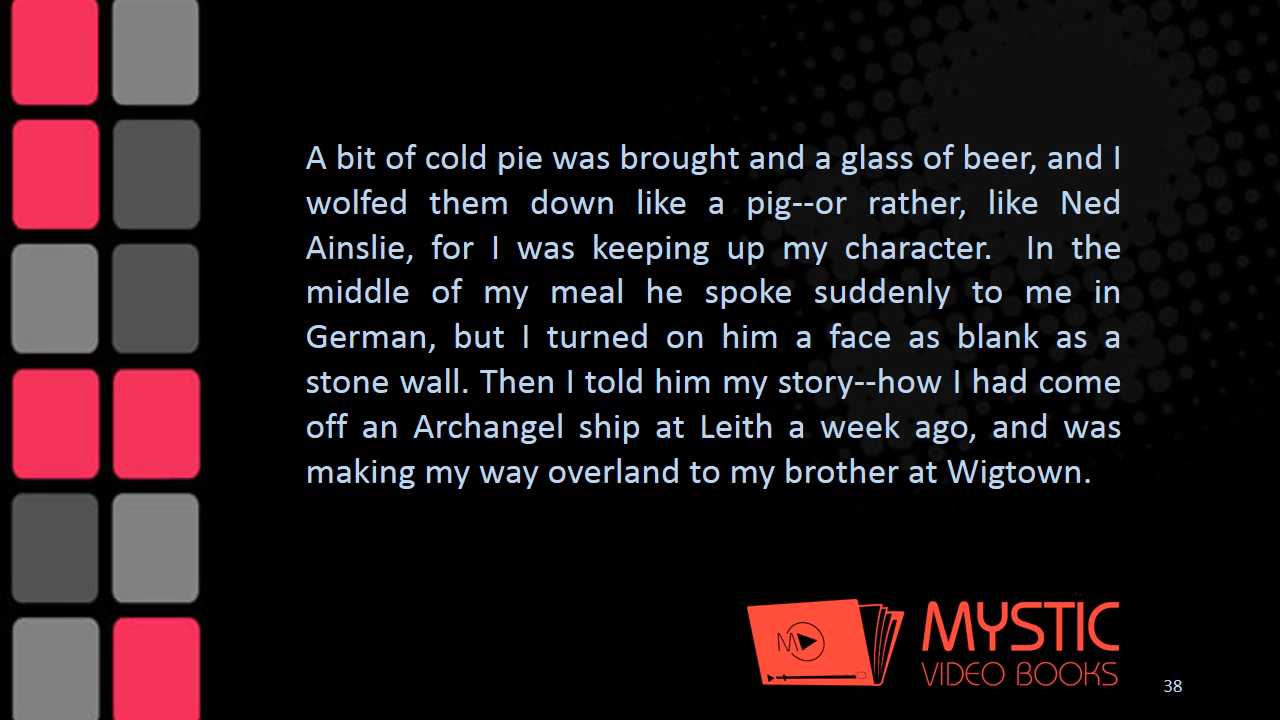 A bit of cold pie was brought and a glass of beer, and I
wolfed them down like a pig--or rather, like Ned
Ainslie, for I was keeping up my character.  In the
middle of my meal he spoke suddenly to me in
German, but I turned on him a face as blank as a
stone wall. Then I told him my story--how I had come
off an Archangel ship at Leith a week ago, and was
making my way overland to my brother at Wigtown.
M
MYSTIC
VIDEO BOOKS
38